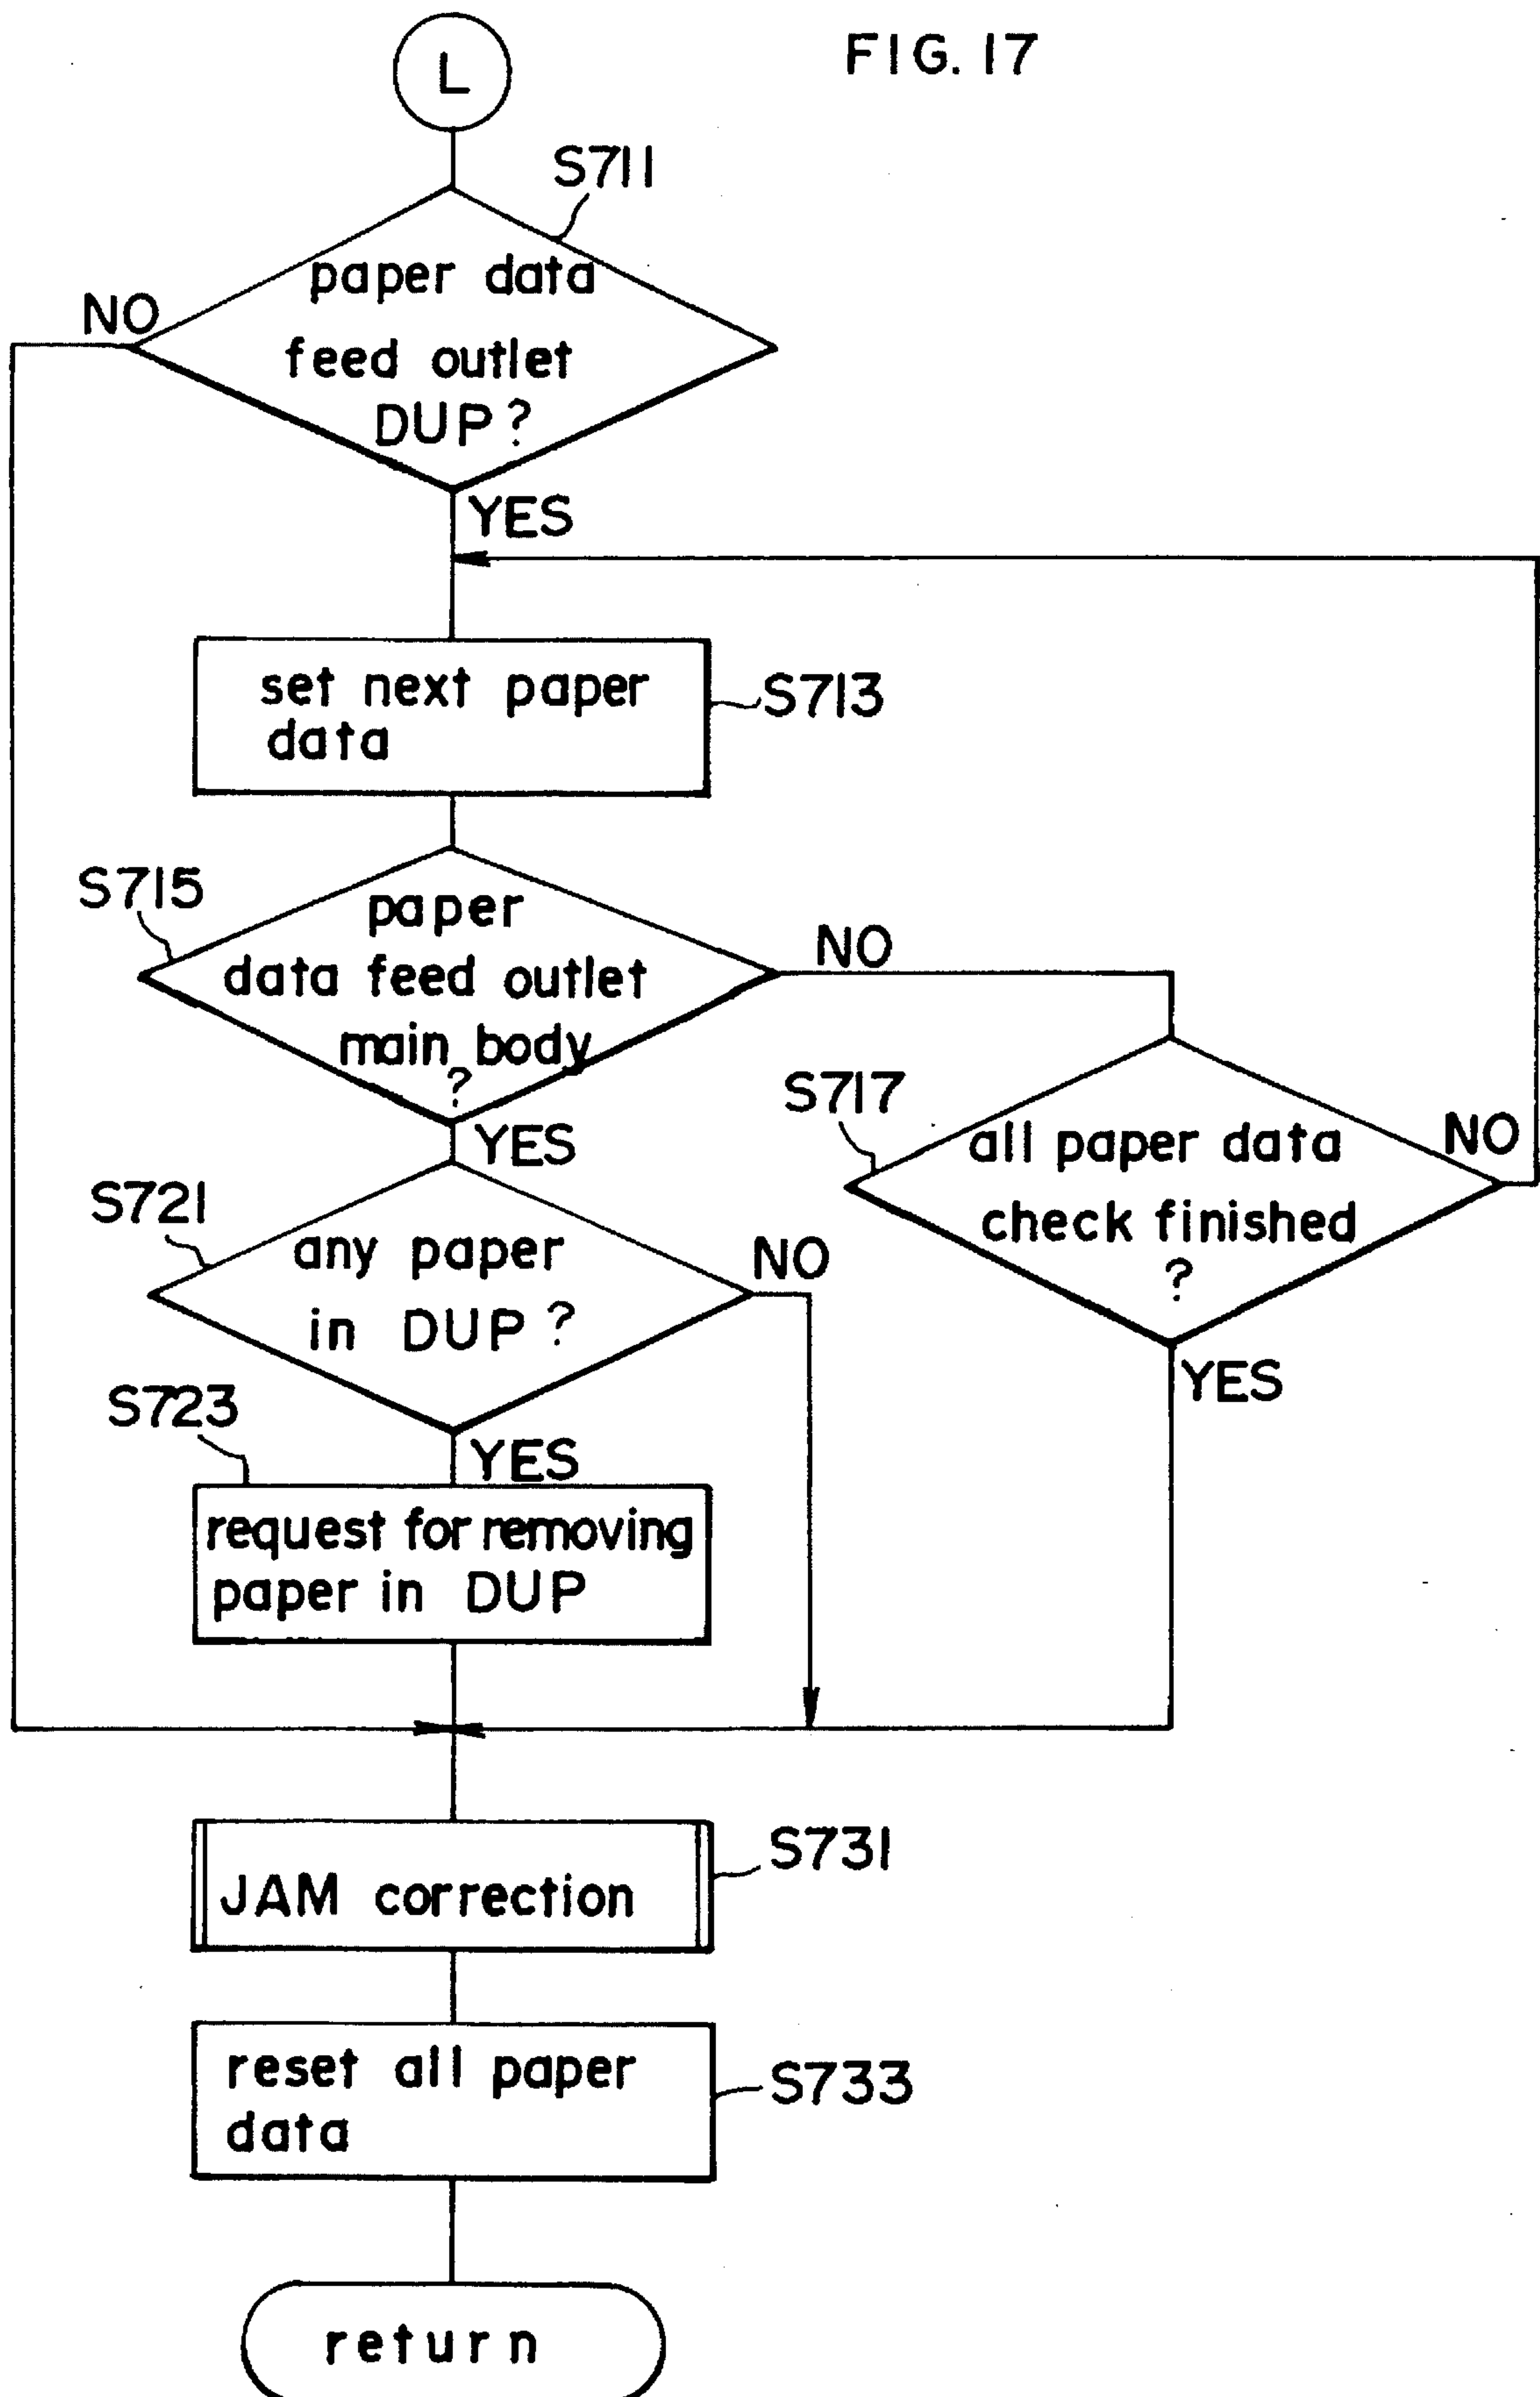 FIG. 17
L
S711
paper data
feed outlet
DUP?
NO
YES
set next paper
data
S713
S715
paper
data feed outlet
main body
?
NO
YES
S717
all paper data
check finished
?
NO
YES
S721
any paper
in DUP?
NO
YES
S723
request for removing
paper in DUP
JAM correction
S731
reset all paper
data
S733
return